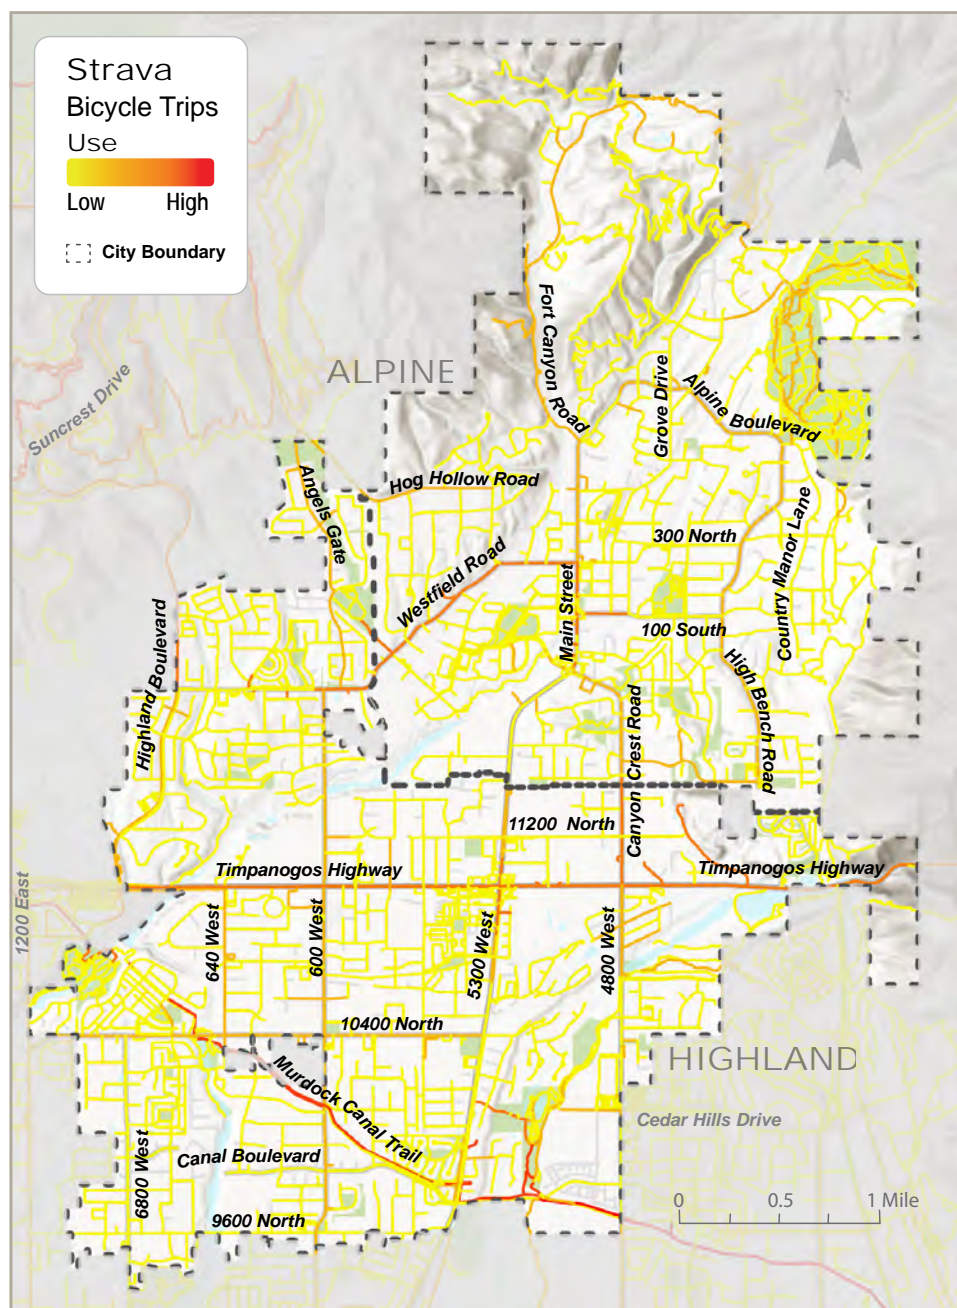 Strava
Bicycle Trips
Use
Low High
City Boundary
N
ALPINE
Suncrest Drive
Fort Canyon Road
Grove Drive
Alpine Boulevard
Hog Hollow Road
Angels Gate
300 North
Westfield Road
Country Manor Lane
Main Street
100 South
Highland Boulevard
High Bench Road
Canyon Crest Road
11200 North
Timpanogos Highway
Timpanogos Highway
1200 East
640 West
600 West
5300 West
4800 West
10400 North
HIGHLAND
Murdock Canal Trail
Cedar Hills Drive
6800 West
Canal Boulevard
9600 North
0 0.5 1 Mile